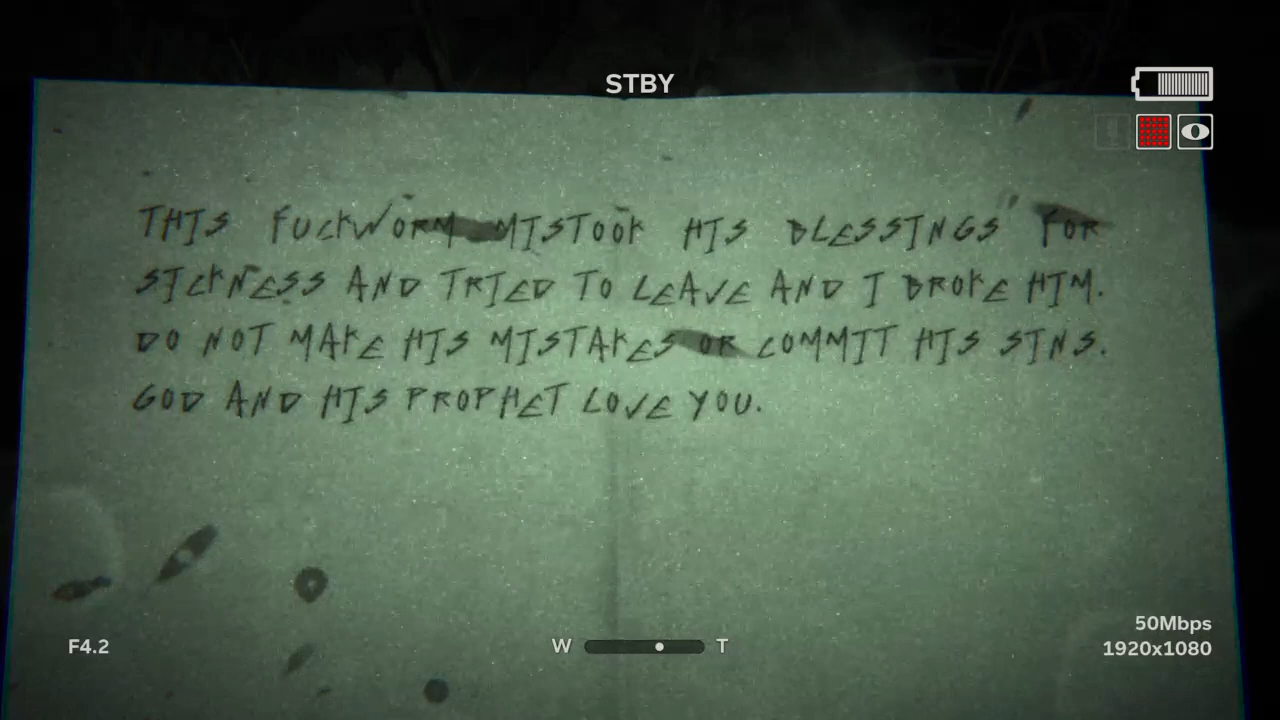 STBY
THIS FUCKWORM MISTOOK HIS BLESSINGS FOR
SICKNESS AND TRIED TO LEAVE AND I BROKE HIM.
DO NOT MAKE HIS MISTAKES OR COMMIT HIS SINS.
GOD AND HIS PROPHET LOVE YOU.
F4.2
W T
50Mbps
1920x1080